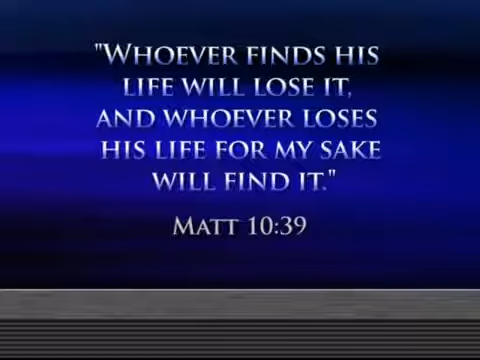 "WHOEVER FINDS HIS
LIFE WILL LOSE IT,
AND WHOEVER LOSES
HIS LIFE FOR MY SAKE
WILL FIND IT."
MATT 10:39